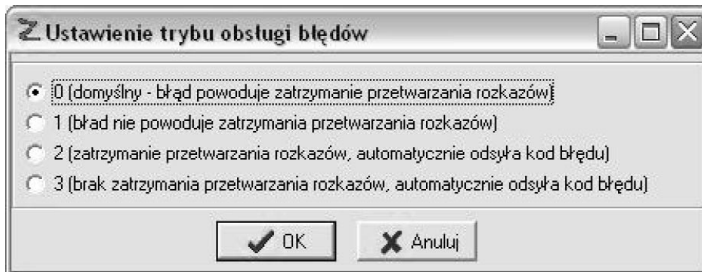 Ustawienie trybu obsługi błędów
0 (domyślny - błąd powoduje zatrzymanie przetwarzania rozkazów)
1 (bład nie powoduje zatrzymania przetwarzania rozkazów)
2 (zatrzymanie przetwarzania rozkazów, automatycznie odsyła kod błędu)
3 (brak zatrzymania przetwarzania rozkazów, automatycznie odsyła kod błędu)
OK
Anuluj